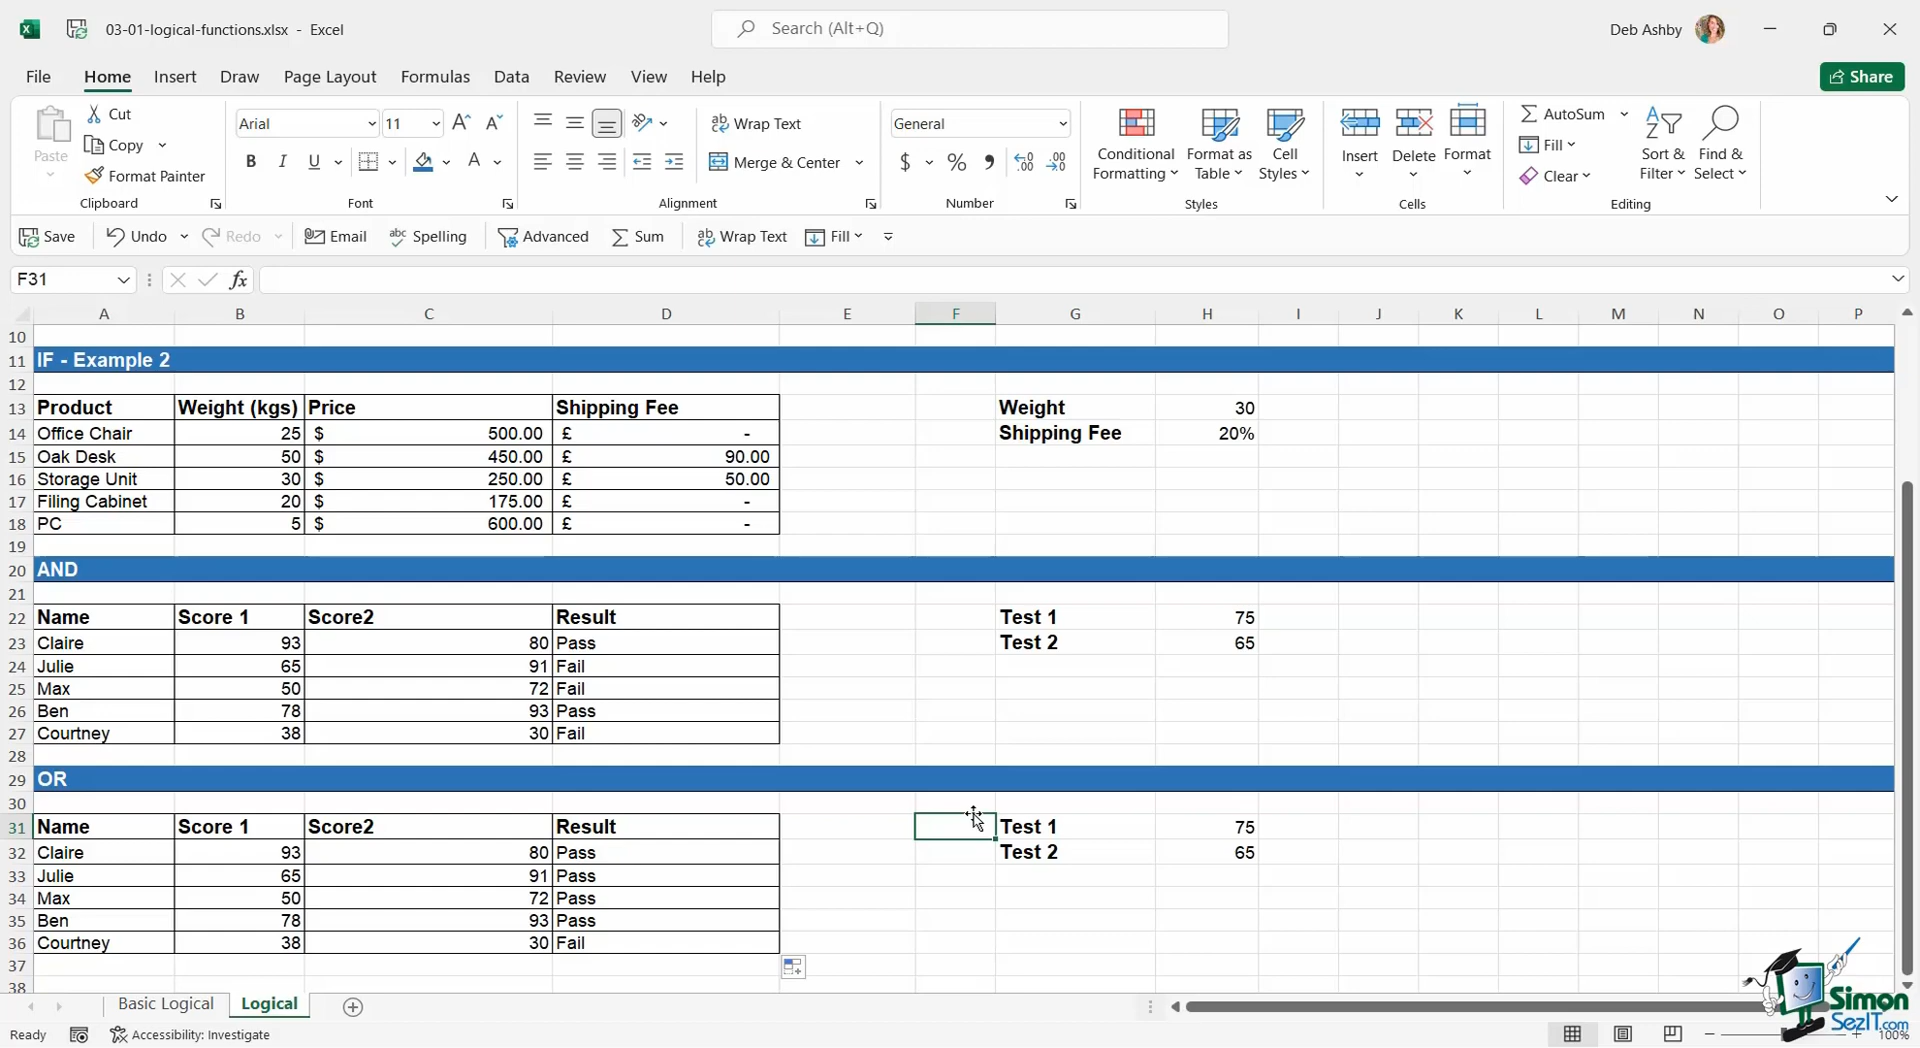 03-01-logical-functions.xlsx - Excel
Search (Alt+Q)
Deb Ashby
File Home Insert Draw Page Layout Formulas Data Review View Help
Share
Paste
Cut
Copy
Format Painter
Clipboard
Arial 11
B I U A
Font
Wrap Text
Merge & Center
Alignment
General
$ % 9
Number
Conditional Formatting
Format as Table
Cell Styles
Styles
Insert Delete Format
Cells
AutoSum
Fill
Clear
Sort & Filter
Find & Select
Editing
Save Undo Redo Email Spelling Advanced Sum Wrap Text Fill
F31 fx
A B C D E F G H I J K L M N O P
10
11 IF - Example 2
12
13 Product Weight (kgs) Price Shipping Fee Weight 30
14 Office Chair 25 $ 500.00 £ - Shipping Fee 20%
15 Oak Desk 50 $ 450.00 £ 90.00
16 Storage Unit 30 $ 250.00 £ 50.00
17 Filing Cabinet 20 $ 175.00 £ -
18 PC 5 $ 600.00 £ -
19
20 AND
21
22 Name Score 1 Score2 Result Test 1 75
23 Claire 93 80 Pass Test 2 65
24 Julie 65 91 Fail
25 Max 50 72 Fail
26 Ben 78 93 Pass
27 Courtney 38 30 Fail
28
29 OR
30
31 Name Score 1 Score2 Result Test 1 75
32 Claire 93 80 Pass Test 2 65
33 Julie 65 91 Pass
34 Max 50 72 Pass
35 Ben 78 93 Pass
36 Courtney 38 30 Fail
37
38
Basic Logical Logical
Simon
SezIT.com
Ready Accessibility: Investigate 100%